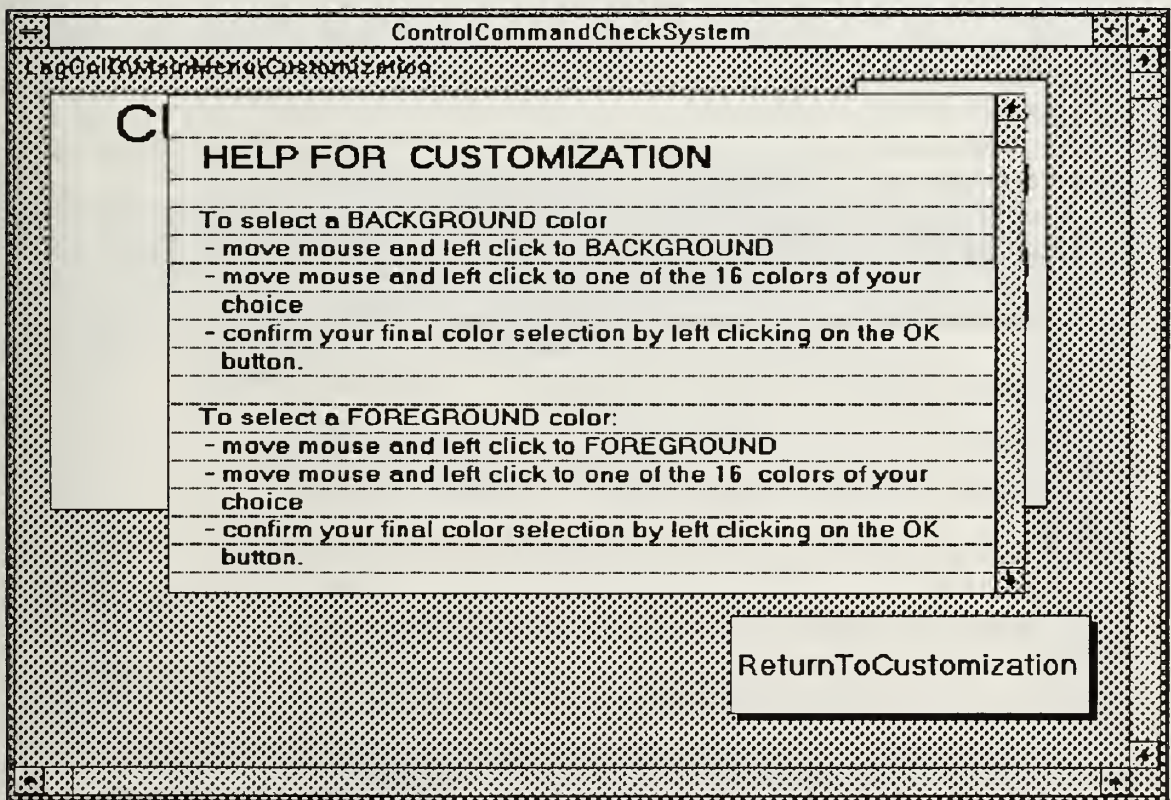 ControlCommandCheckSystem
CU
HELP FOR CUSTOMIZATION
To select a BACKGROUND color
- move mouse and left click to BACKGROUND
- move mouse and left click to one of the 16 colors of your
choice
- confirm your final color selection by left clicking on the OK
button.
To select a FOREGROUND color:
- move mouse and left click to FOREGROUND
- move mouse and left click to one of the 16 colors of your
choice
- confirm your final color selection by left clicking on the OK
button.
ReturnToCustomization